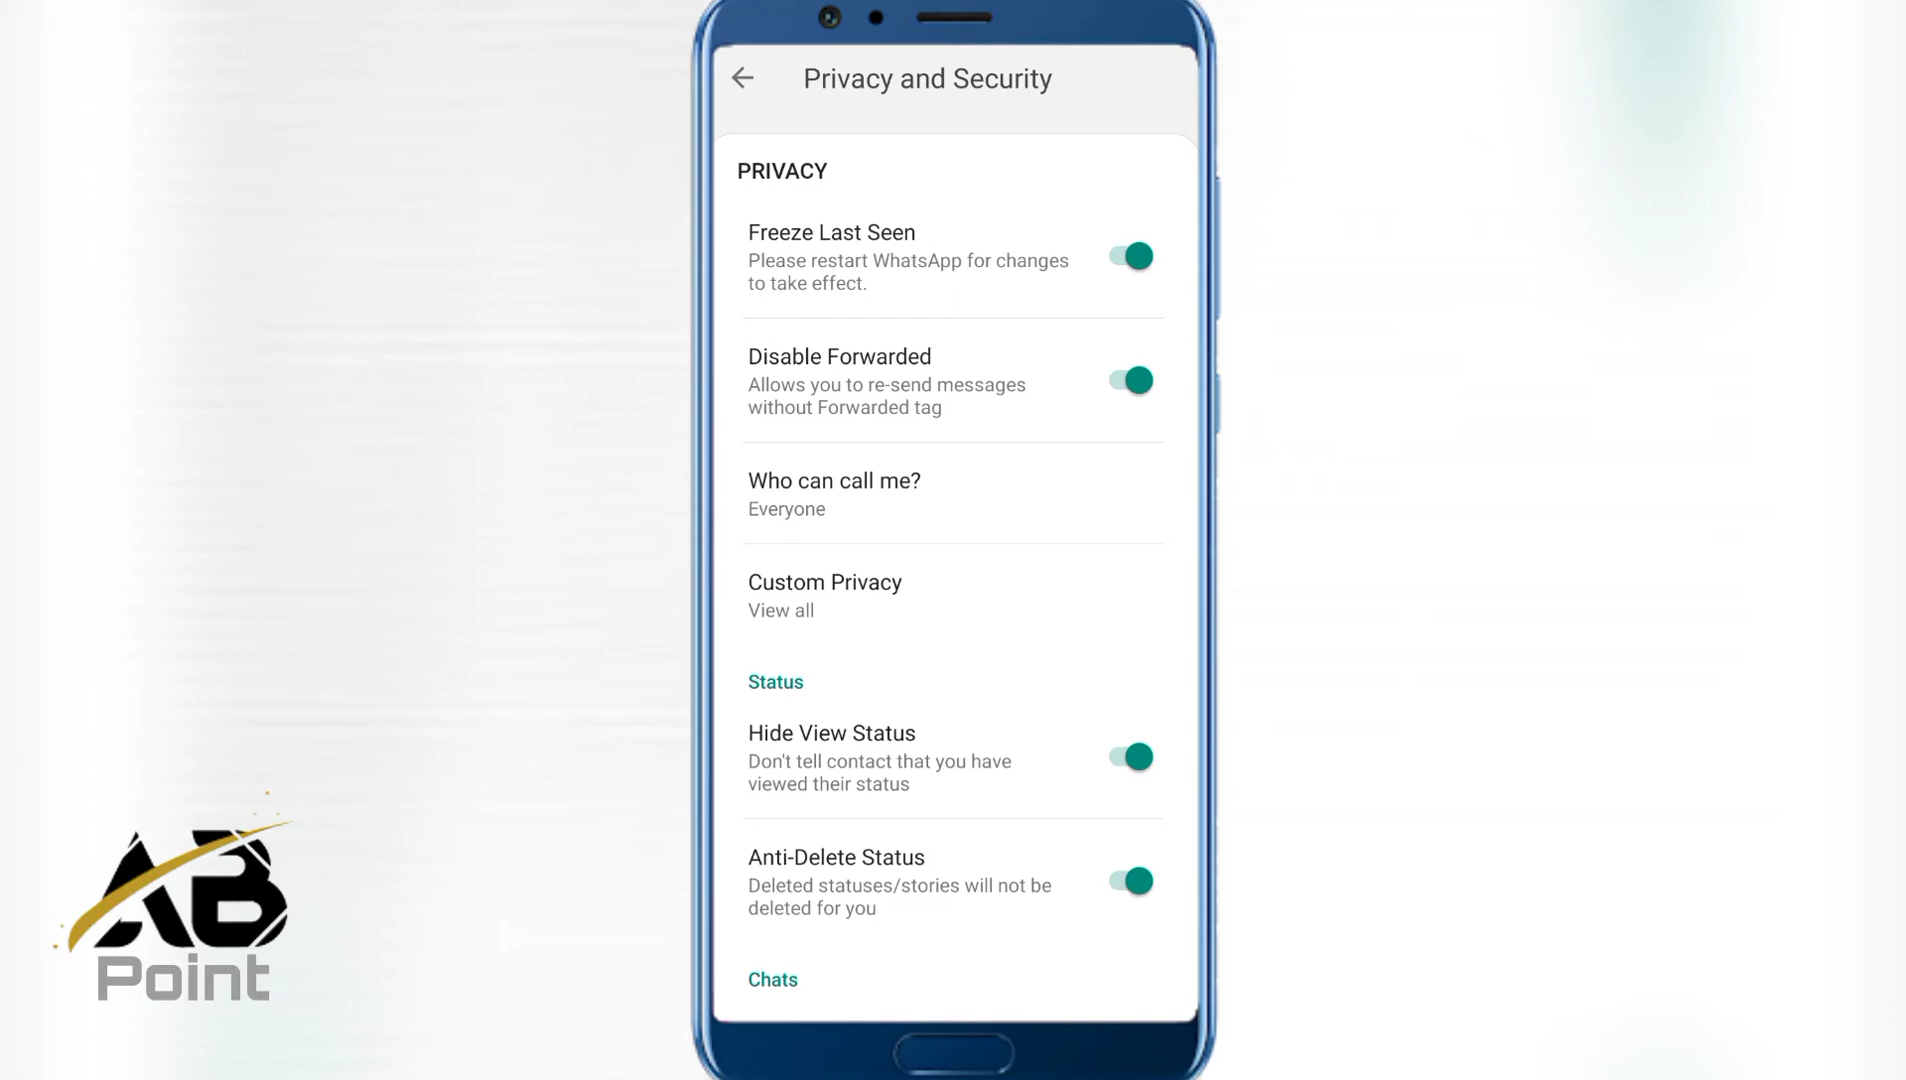 Privacy and Security
PRIVACY
Freeze Last Seen
Please restart WhatsApp for changes
to take effect.
Disable Forwarded
Allows you to re-send messages
without Forwarded tag
Who can call me?
Everyone
Custom Privacy
View all
Status
Hide View Status
Don't tell contact that you have
viewed their status
Anti-Delete Status
Deleted statuses/stories will not be
deleted for you
Chats
AB
Point